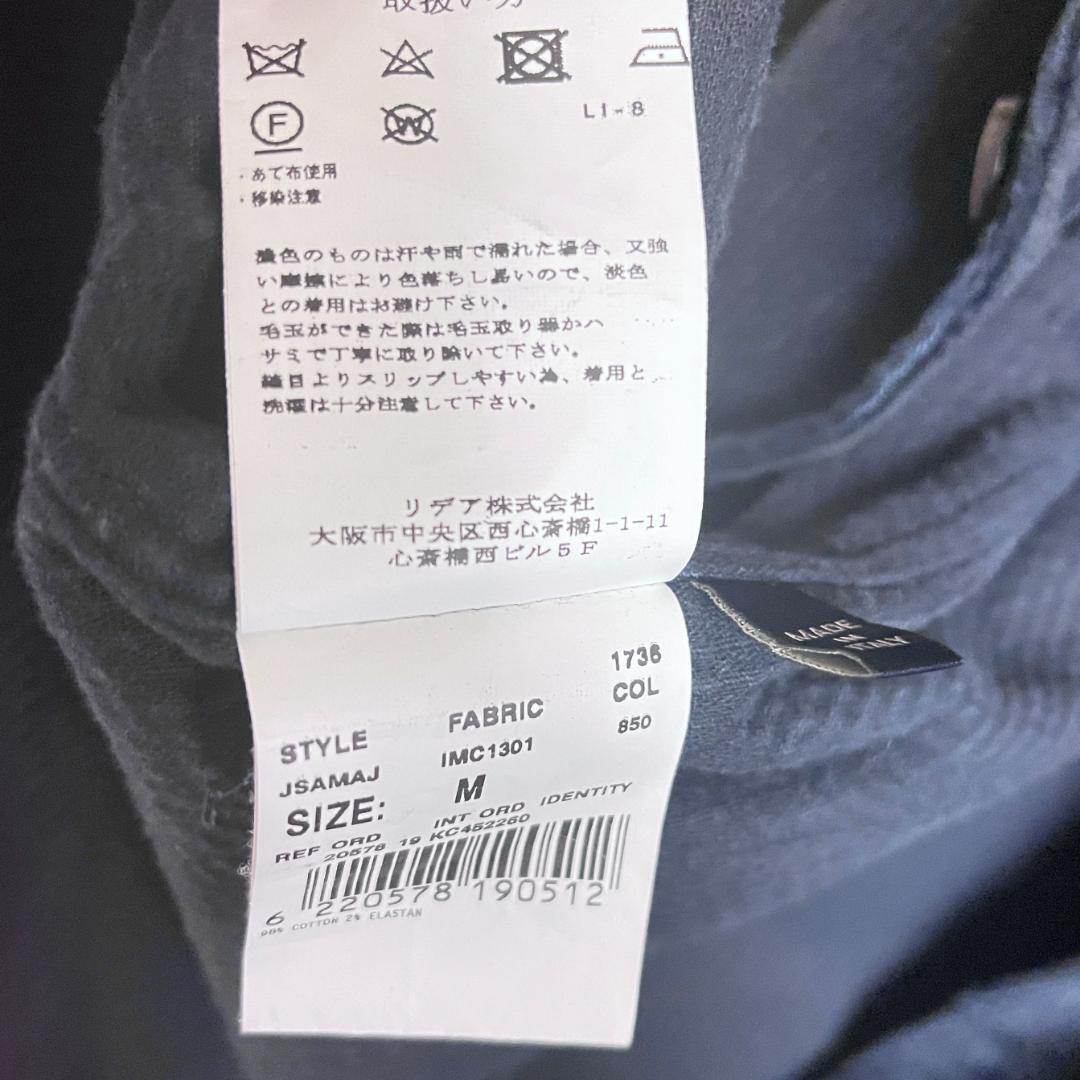 取扱い方
F
W
LI-8
・あて布使用
・移染注意
濃色のものは汗や雨で濡れた場合、又強
い摩擦により色落ちし易いので、淡色
との着用はお避け下さい。
毛玉ができた際は毛玉取り器かハ
サミで丁寧に取り除いて下さい。
縫目よりスリップしやすい為、着用と
洗濯は十分注意して下さい。
リデア株式会社
大阪市中央区西心斎橋1-1-11
心斎橋西ビル5F
MADE
IN
ITALY
1736
STYLE FABRIC COL
JSAMAJ IMC1301 850
SIZE: M
REF ORD INT ORD IDENTITY
20578 19 KC452260
6 220578 190512
98% COTTON 2% ELASTAN